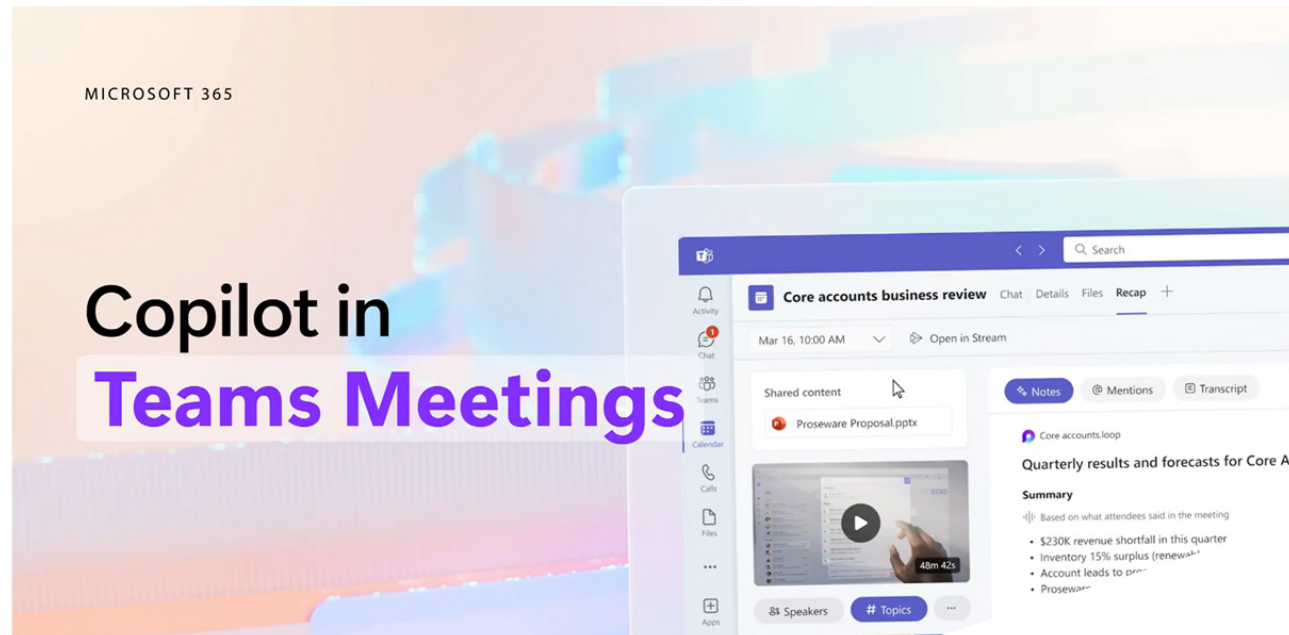 MICROSOFT 365
Copilot in
Teams Meetings
Search
Activity
1
Chat
Teams
Calendar
Calls
Files
Apps
Core accounts business review Chat Details Files Recap
Mar 16, 10:00 AM
Open in Stream
Shared content
Proseware Proposal.pptx
48m 42s
Speakers
# Topics
Notes
@ Mentions
Transcript
Core accounts.loop
Quarterly results and forecasts for Core A
Summary
Based on what attendees said in the meeting
• $230K revenue shortfall in this quarter
• Inventory 15% surplus
• Account leads to
• Proseware